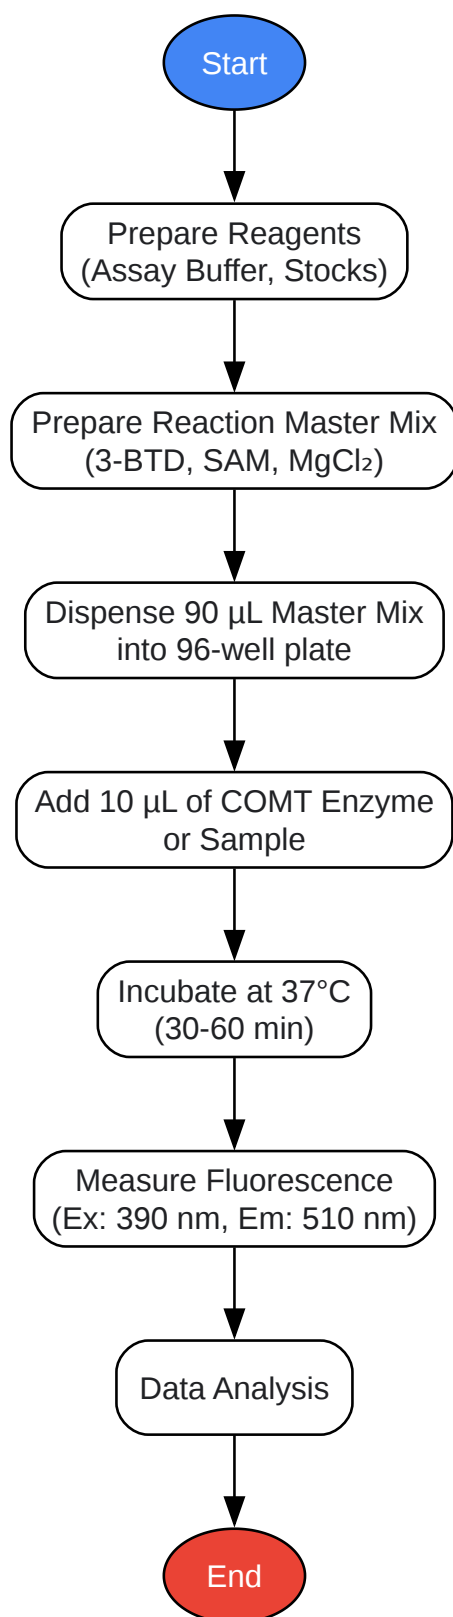 Start
Prepare Reagents
(Assay Buffer, Stocks)
Prepare Reaction Master Mix
(3-BTD, SAM, MgCl₂)
Dispense 90 µL Master Mix
into 96-well plate
Add 10 µL of COMT Enzyme
or Sample
Incubate at 37°C
(30-60 min)
Measure Fluorescence
(Ex: 390 nm, Em: 510 nm)
Data Analysis
End